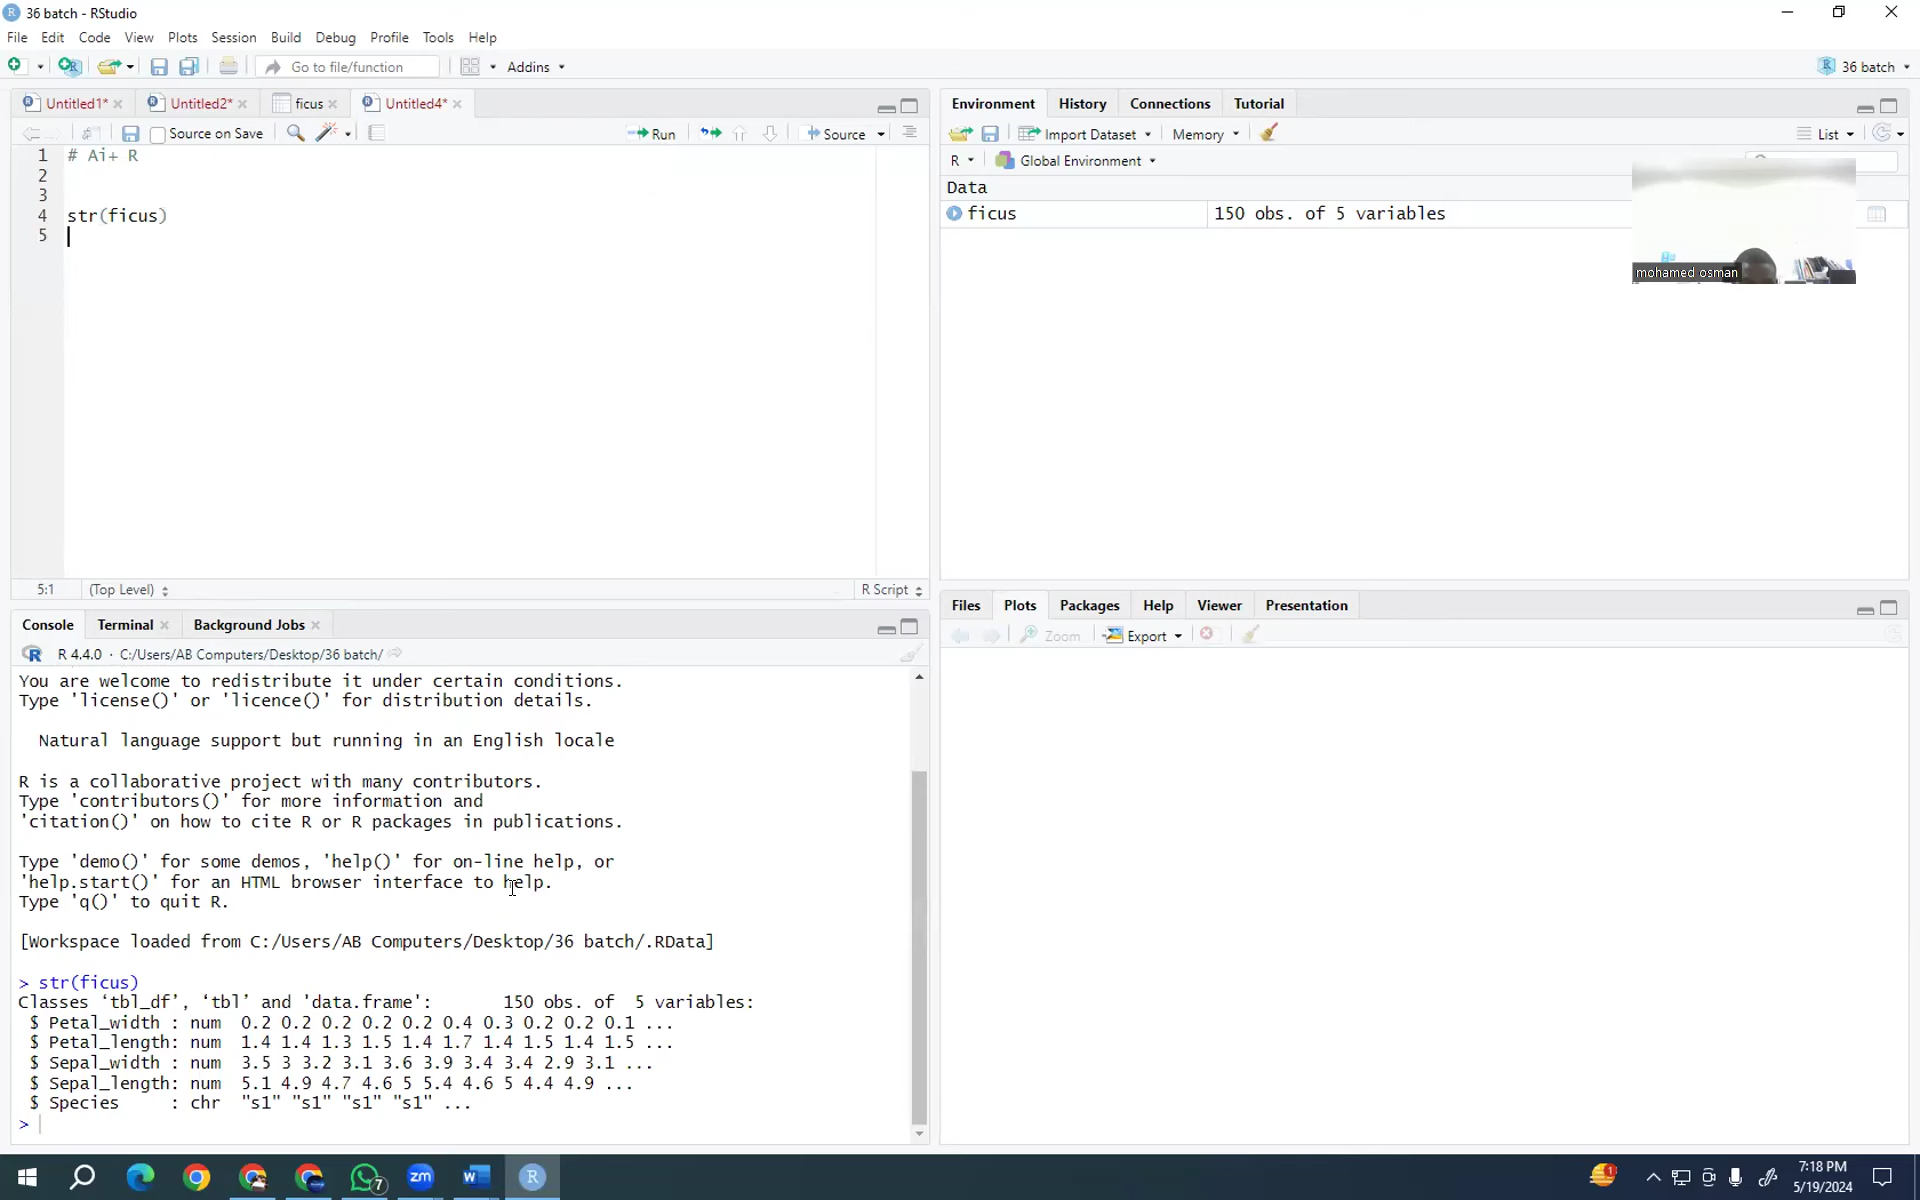 36 batch - RStudio
File Edit Code View Plots Session Build Debug Profile Tools Help
Go to file/function Addins 36 batch
Untitled1* Untitled2* ficus Untitled4*
Source on Save Run Source
1 # Ai+ R
2
3
4 str(ficus)
5
5:1 (Top Level) R Script
Console Terminal Background Jobs
R 4.4.0 · C:/Users/AB Computers/Desktop/36 batch/
You are welcome to redistribute it under certain conditions.
Type 'license()' or 'licence()' for distribution details.
Natural language support but running in an English locale
R is a collaborative project with many contributors.
Type 'contributors()' for more information and
'citation()' on how to cite R or R packages in publications.
Type 'demo()' for some demos, 'help()' for on-line help, or
'help.start()' for an HTML browser interface to help.
Type 'q()' to quit R.
[Workspace loaded from C:/Users/AB Computers/Desktop/36 batch/.RData]
> str(ficus)
Classes ‘tbl_df’, ‘tbl’ and 'data.frame': 150 obs. of 5 variables:
$ Petal_width : num 0.2 0.2 0.2 0.2 0.2 0.4 0.3 0.2 0.2 0.1 ...
$ Petal_length: num 1.4 1.4 1.3 1.5 1.4 1.7 1.4 1.5 1.4 1.5 ...
$ Sepal_width : num 3.5 3 3.2 3.1 3.6 3.9 3.4 3.4 2.9 3.1 ...
$ Sepal_length: num 5.1 4.9 4.7 4.6 5 5.4 4.6 5 4.4 4.9 ...
$ Species : chr "s1" "s1" "s1" "s1" ...
>
Environment History Connections Tutorial
Import Dataset Memory List
R Global Environment
Data
ficus 150 obs. of 5 variables
mohamed osman
Files Plots Packages Help Viewer Presentation
Zoom Export
7 zm W R
1
7:18 PM
5/19/2024